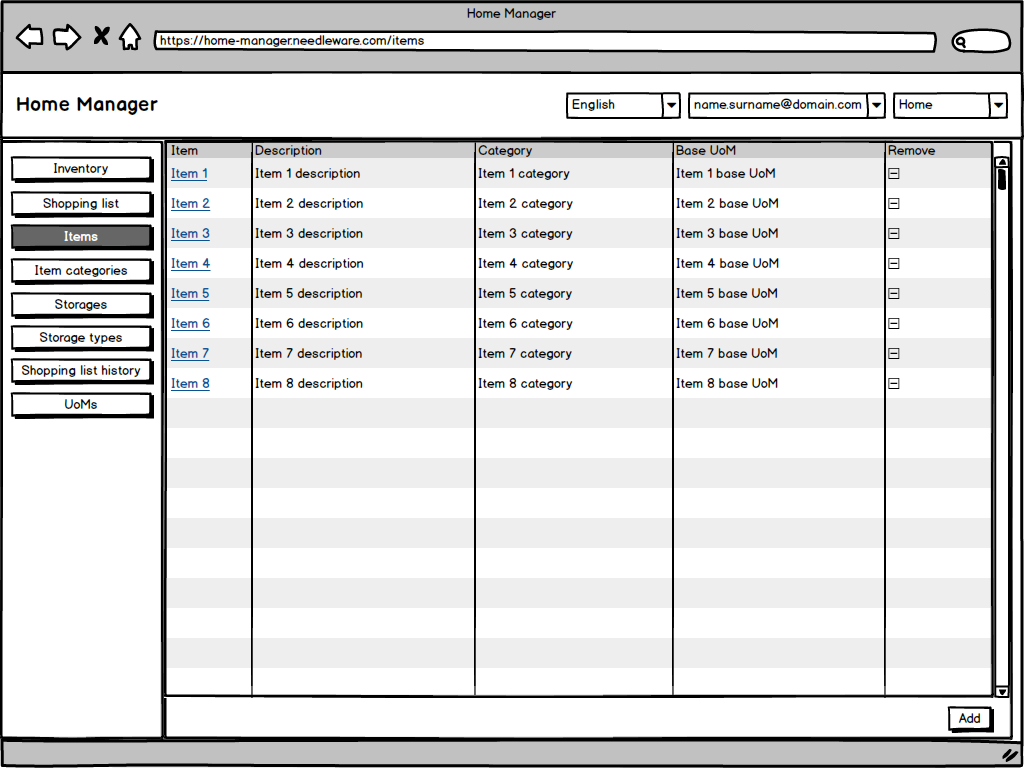 Home Manager
https://home-manager.needleware.com/items
Home Manager
English
name.surname@domain.com
Home
Inventory
Shopping list
Items
Item categories
Storages
Storage types
Shopping list history
UoMs
Item Description Category Base UoM Remove
Item 1 Item 1 description Item 1 category Item 1 base UoM
Item 2 Item 2 description Item 2 category Item 2 base UoM
Item 3 Item 3 description Item 3 category Item 3 base UoM
Item 4 Item 4 description Item 4 category Item 4 base UoM
Item 5 Item 5 description Item 5 category Item 5 base UoM
Item 6 Item 6 description Item 6 category Item 6 base UoM
Item 7 Item 7 description Item 7 category Item 7 base UoM
Item 8 Item 8 description Item 8 category Item 8 base UoM
Add